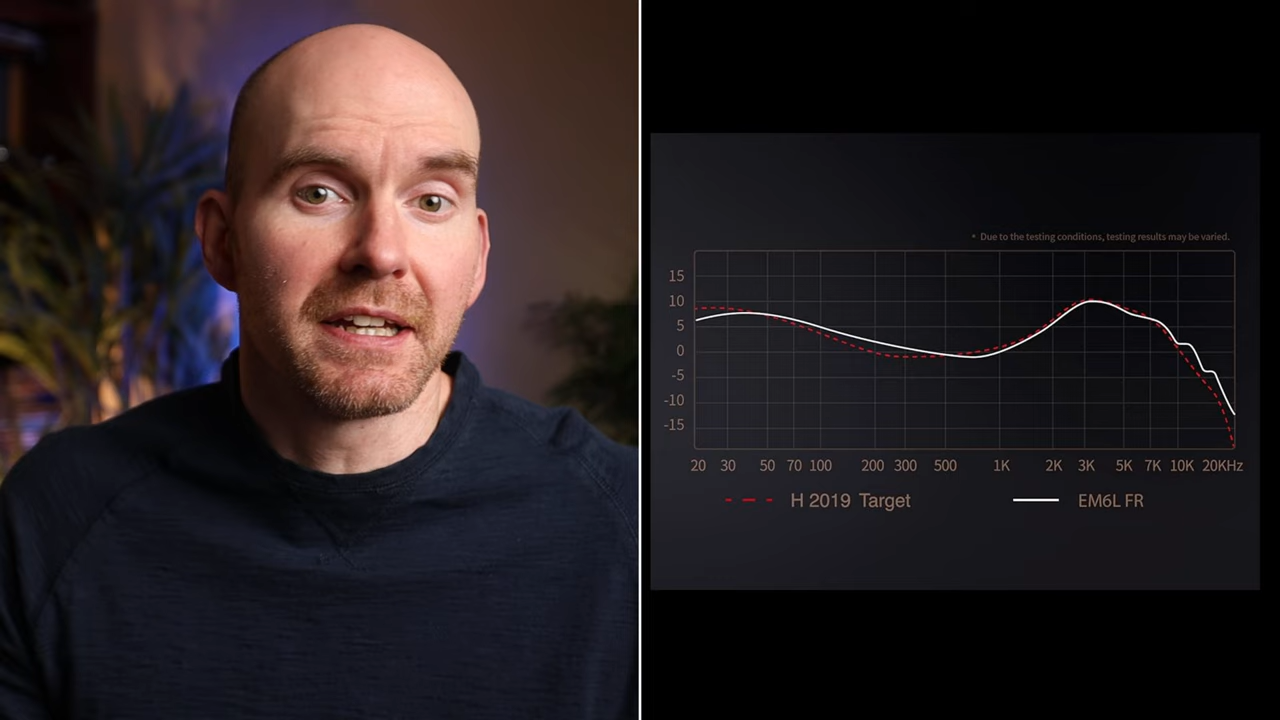 * Due to the testing conditions, testing results may be varied.
15
10
5
0
-5
-10
-15
20 30 50 70 100 200 300 500 1K 2K 3K 5K 7K 10K 20KHz
H 2019 Target EM6L FR